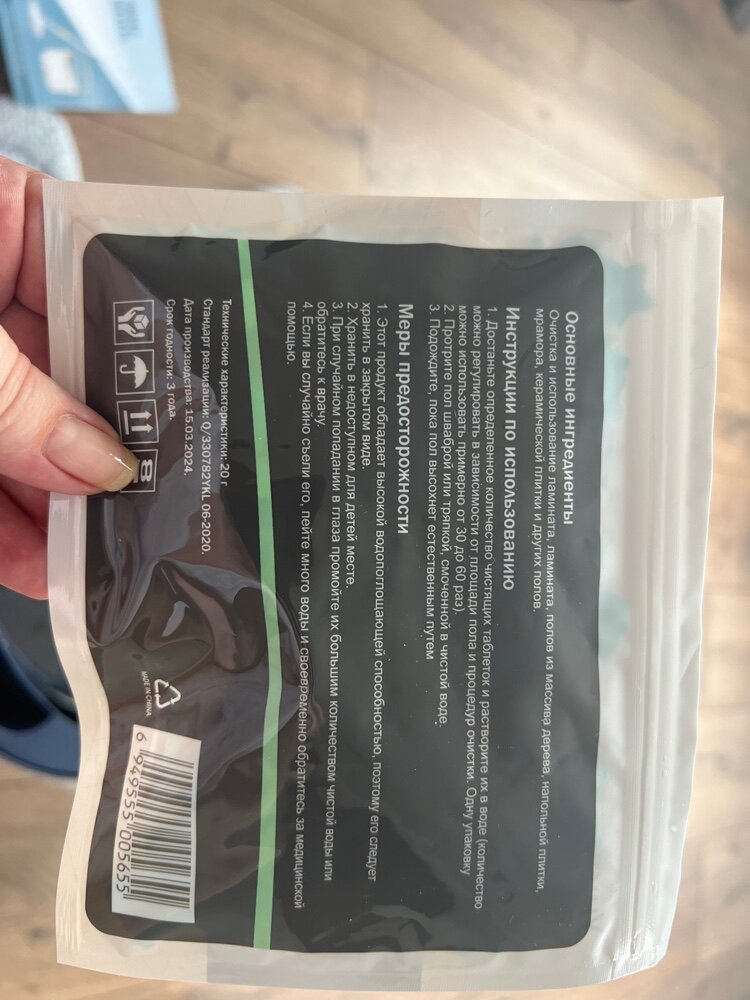 Основные ингредиенты
Очистка и использование ламината, ламината, полов из массива дерева, напольной плитки,
мрамора, керамической плитки и других полов.
Инструкции по использованию
1. Достаньте определенное количество чистящих таблеток и растворите их в воде (количество
можно регулировать в зависимости от площади пола и процедур очистки. Одну упаковку
можно использовать примерно от 30 до 60 раз).
2. Протрите пол шваброй или тряпкой, смоченной в чистой воде.
3. Подождите, пока пол высохнет естественным путем
Меры предосторожности
1. Этот продукт обладает высокой водопоглощающей способностью, поэтому его следует
хранить в закрытом виде.
2. Хранить в недоступном для детей месте.
3. При случайном попадании в глаза промойте их большим количеством чистой воды или
обратитесь к врачу.
4. Если вы случайно съели его, пейте много воды и своевременно обратитесь за медицинской
помощью.
Технические характеристики: 20 г
Стандарт реализации: Q/330782YKL 06-2020.
Дата производства: 15.03.2024.
Срок годности: 3 года.
8
MADE IN CHINA
6 949555 005655